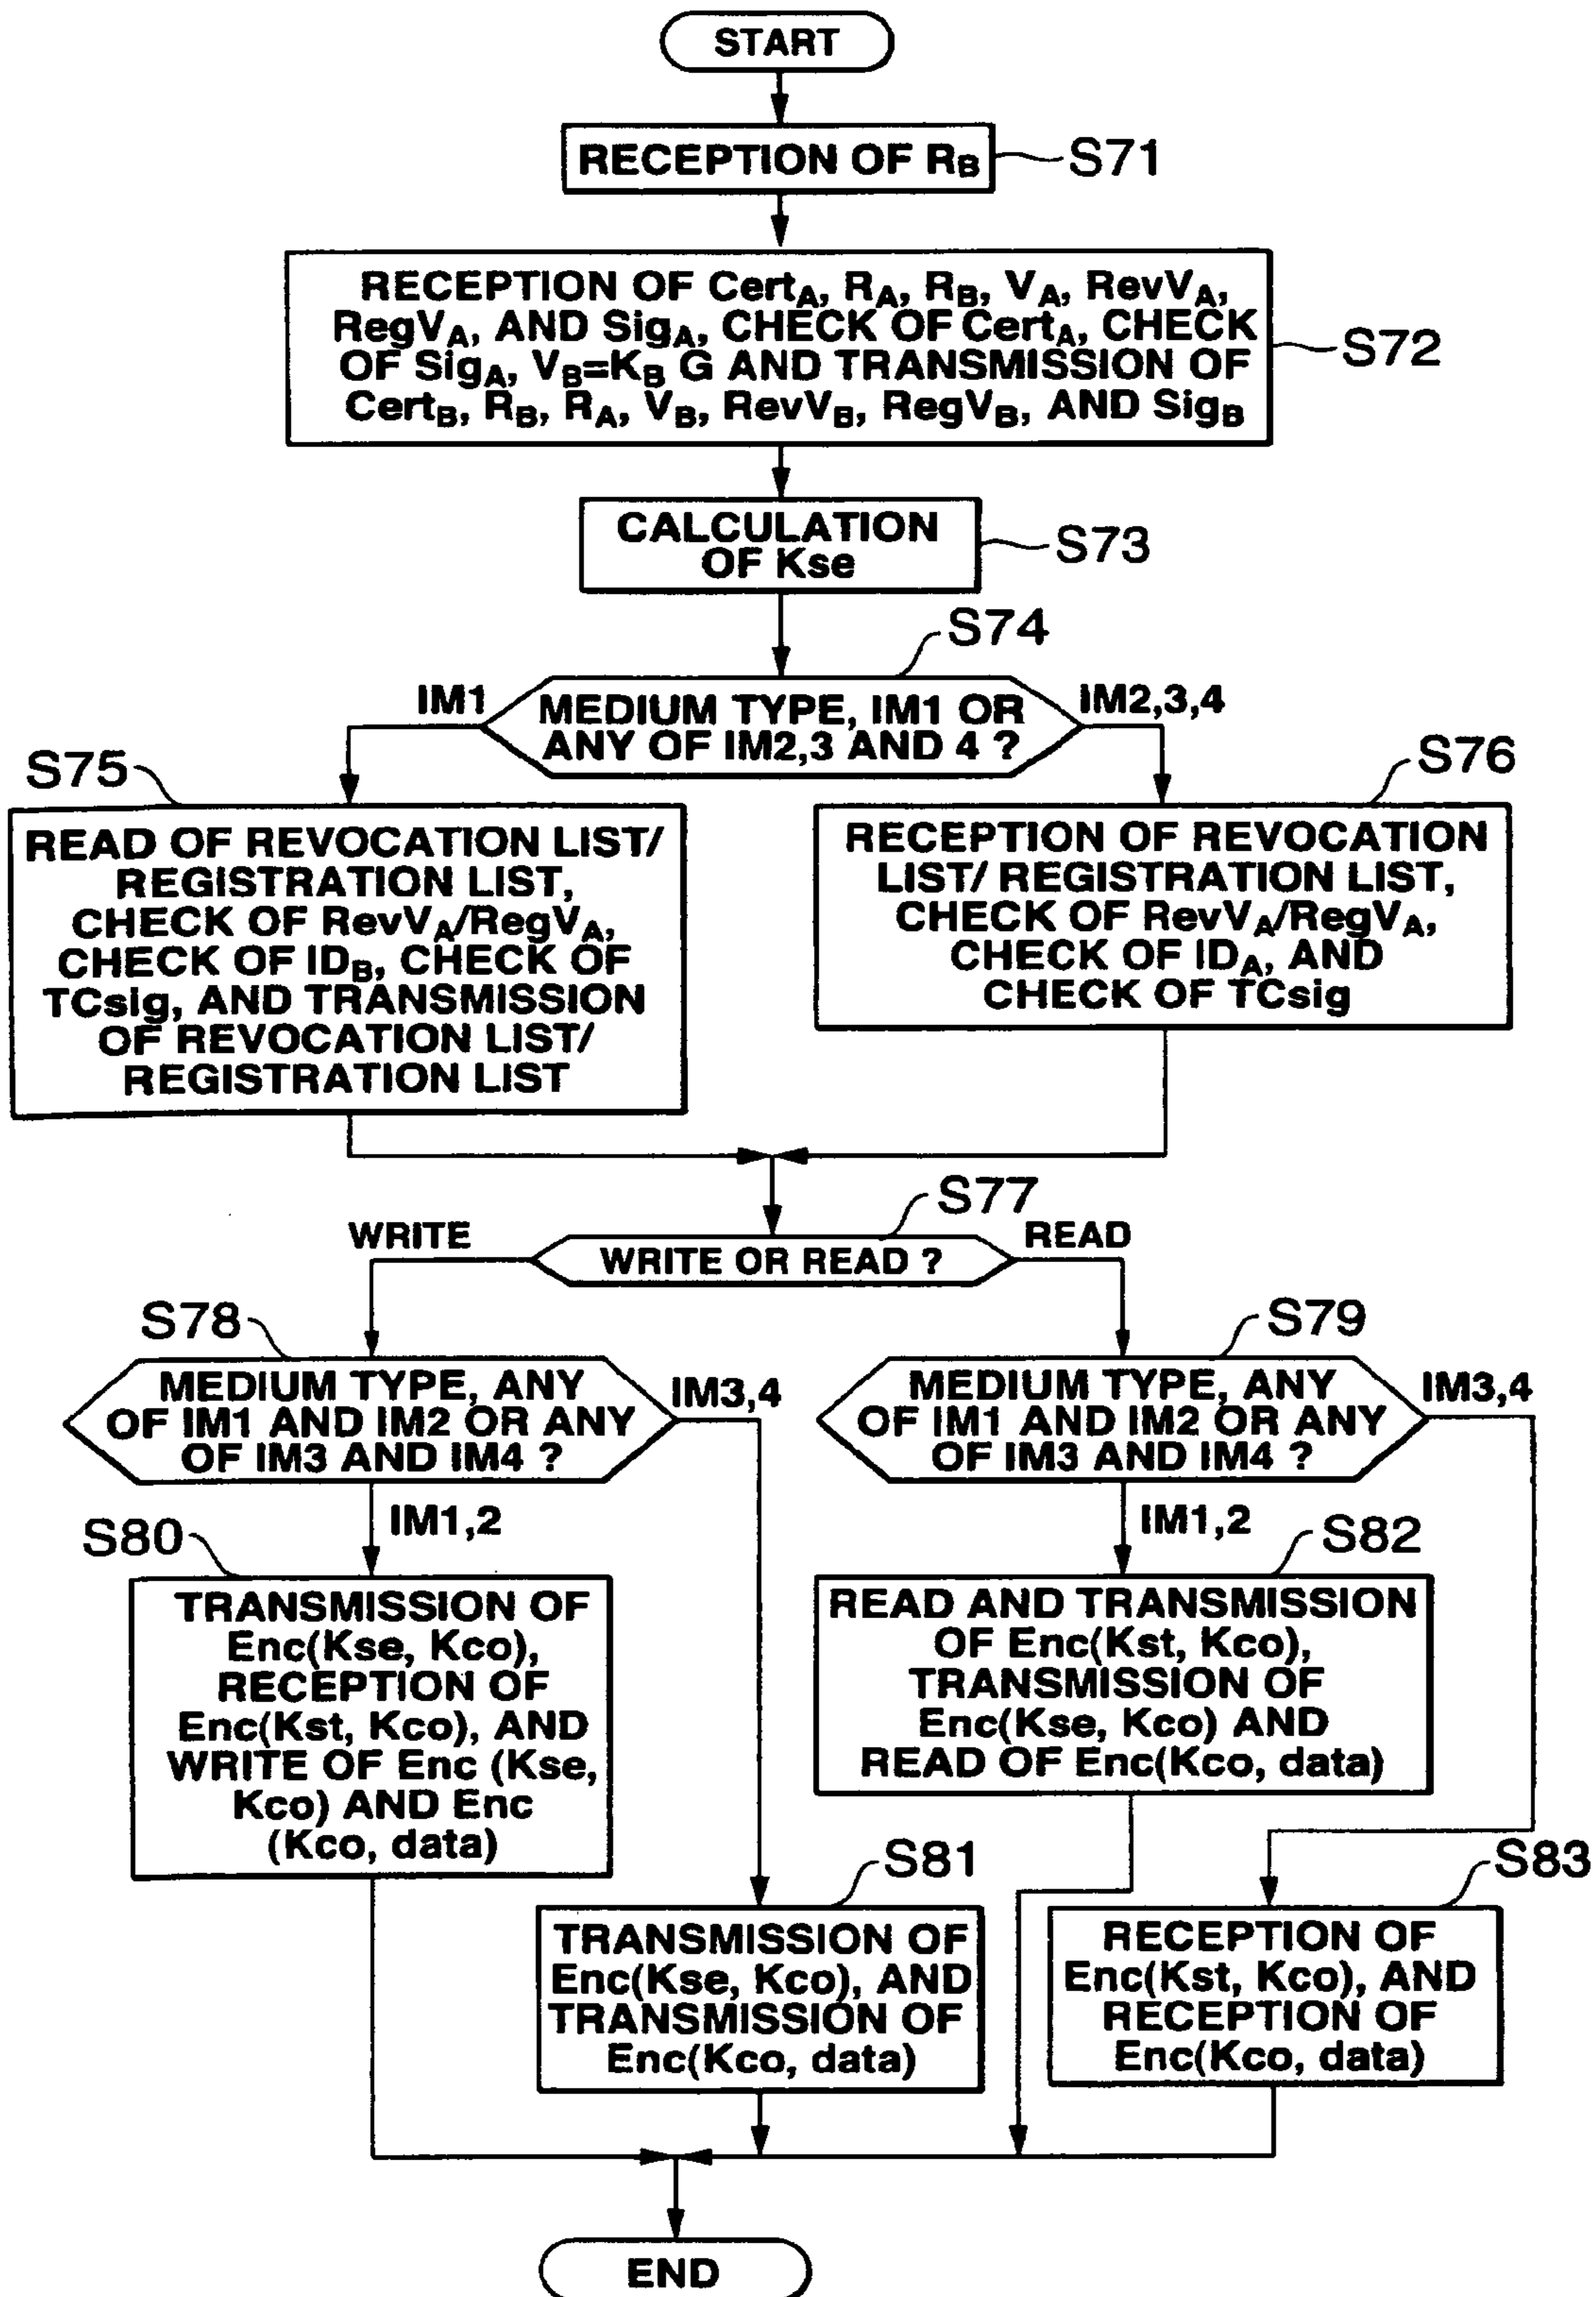 START
RECEPTION OF RB
S71
RECEPTION OF CertA, RA, RB, VA, RevVA,
RegVA, AND SigA, CHECK OF CertA, CHECK
OF SigA, VB=KB G AND TRANSMISSION OF
CertB, RB, RA, VB, RevVB, RegVB, AND SigB
S72
CALCULATION
OF Kse
S73
S74
IM1
MEDIUM TYPE, IM1 OR
ANY OF IM2,3 AND 4 ?
IM2,3,4
S75
READ OF REVOCATION LIST/
REGISTRATION LIST,
CHECK OF RevVA/RegVA,
CHECK OF IDB, CHECK OF
TCsig, AND TRANSMISSION
OF REVOCATION LIST/
REGISTRATION LIST
S76
RECEPTION OF REVOCATION
LIST/ REGISTRATION LIST,
CHECK OF RevVA/RegVA,
CHECK OF IDA, AND
CHECK OF TCsig
S77
WRITE
WRITE OR READ ?
READ
S78
MEDIUM TYPE, ANY
OF IM1 AND IM2 OR ANY
OF IM3 AND IM4 ?
IM3,4
IM1,2
S79
MEDIUM TYPE, ANY
OF IM1 AND IM2 OR ANY
OF IM3 AND IM4 ?
IM3,4
IM1,2
S80
TRANSMISSION OF
Enc(Kse, Kco),
RECEPTION OF
Enc(Kst, Kco), AND
WRITE OF Enc (Kse,
Kco) AND Enc
(Kco, data)
S82
READ AND TRANSMISSION
OF Enc(Kst, Kco),
TRANSMISSION OF
Enc(Kse, Kco) AND
READ OF Enc(Kco, data)
S81
TRANSMISSION OF
Enc(Kse, Kco), AND
TRANSMISSION OF
Enc(Kco, data)
S83
RECEPTION OF
Enc(Kst, Kco), AND
RECEPTION OF
Enc(Kco, data)
END